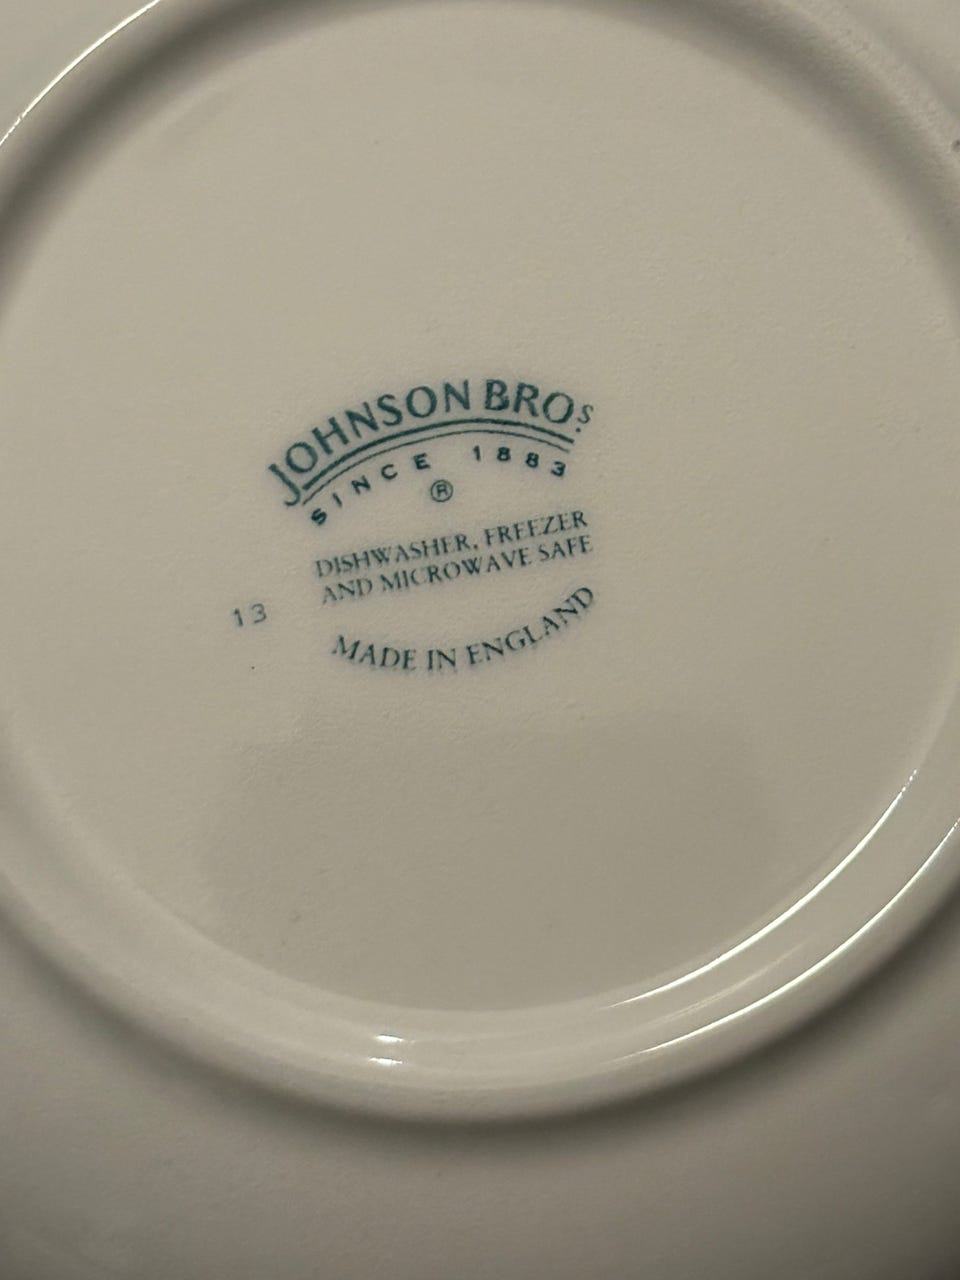 JOHNSON BROS.
SINCE 1883
®
DISHWASHER, FREEZER
AND MICROWAVE SAFE
13
MADE IN ENGLAND